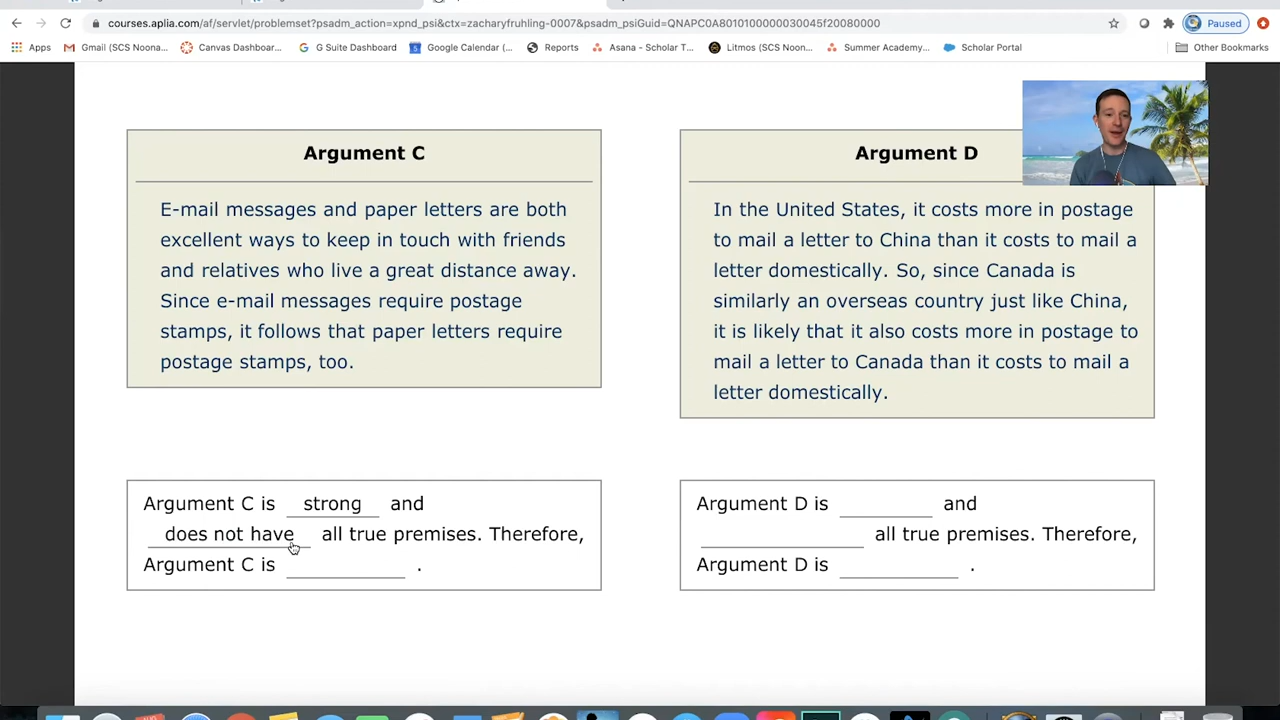 courses.aplia.com/af/servlet/problemset?psadm_action=xpnd_psi&ctx=zacharyfruhling-0007&psadm_psiGuid=QNAPC0A8010100000030045f20080000
Paused
Apps
Gmail (SCS Noona...
Canvas Dashboar...
G Suite Dashboard
Google Calendar (...
Reports
Asana - Scholar T...
Litmos (SCS Noon...
Summer Academy...
Scholar Portal
Other Bookmarks
Argument C
E-mail messages and paper letters are both
excellent ways to keep in touch with friends
and relatives who live a great distance away.
Since e-mail messages require postage
stamps, it follows that paper letters require
postage stamps, too.
Argument D
In the United States, it costs more in postage
to mail a letter to China than it costs to mail a
letter domestically. So, since Canada is
similarly an overseas country just like China,
it is likely that it also costs more in postage to
mail a letter to Canada than it costs to mail a
letter domestically.
Argument C is strong and
does not have all true premises. Therefore,
Argument C is .
Argument D is and
all true premises. Therefore,
Argument D is .